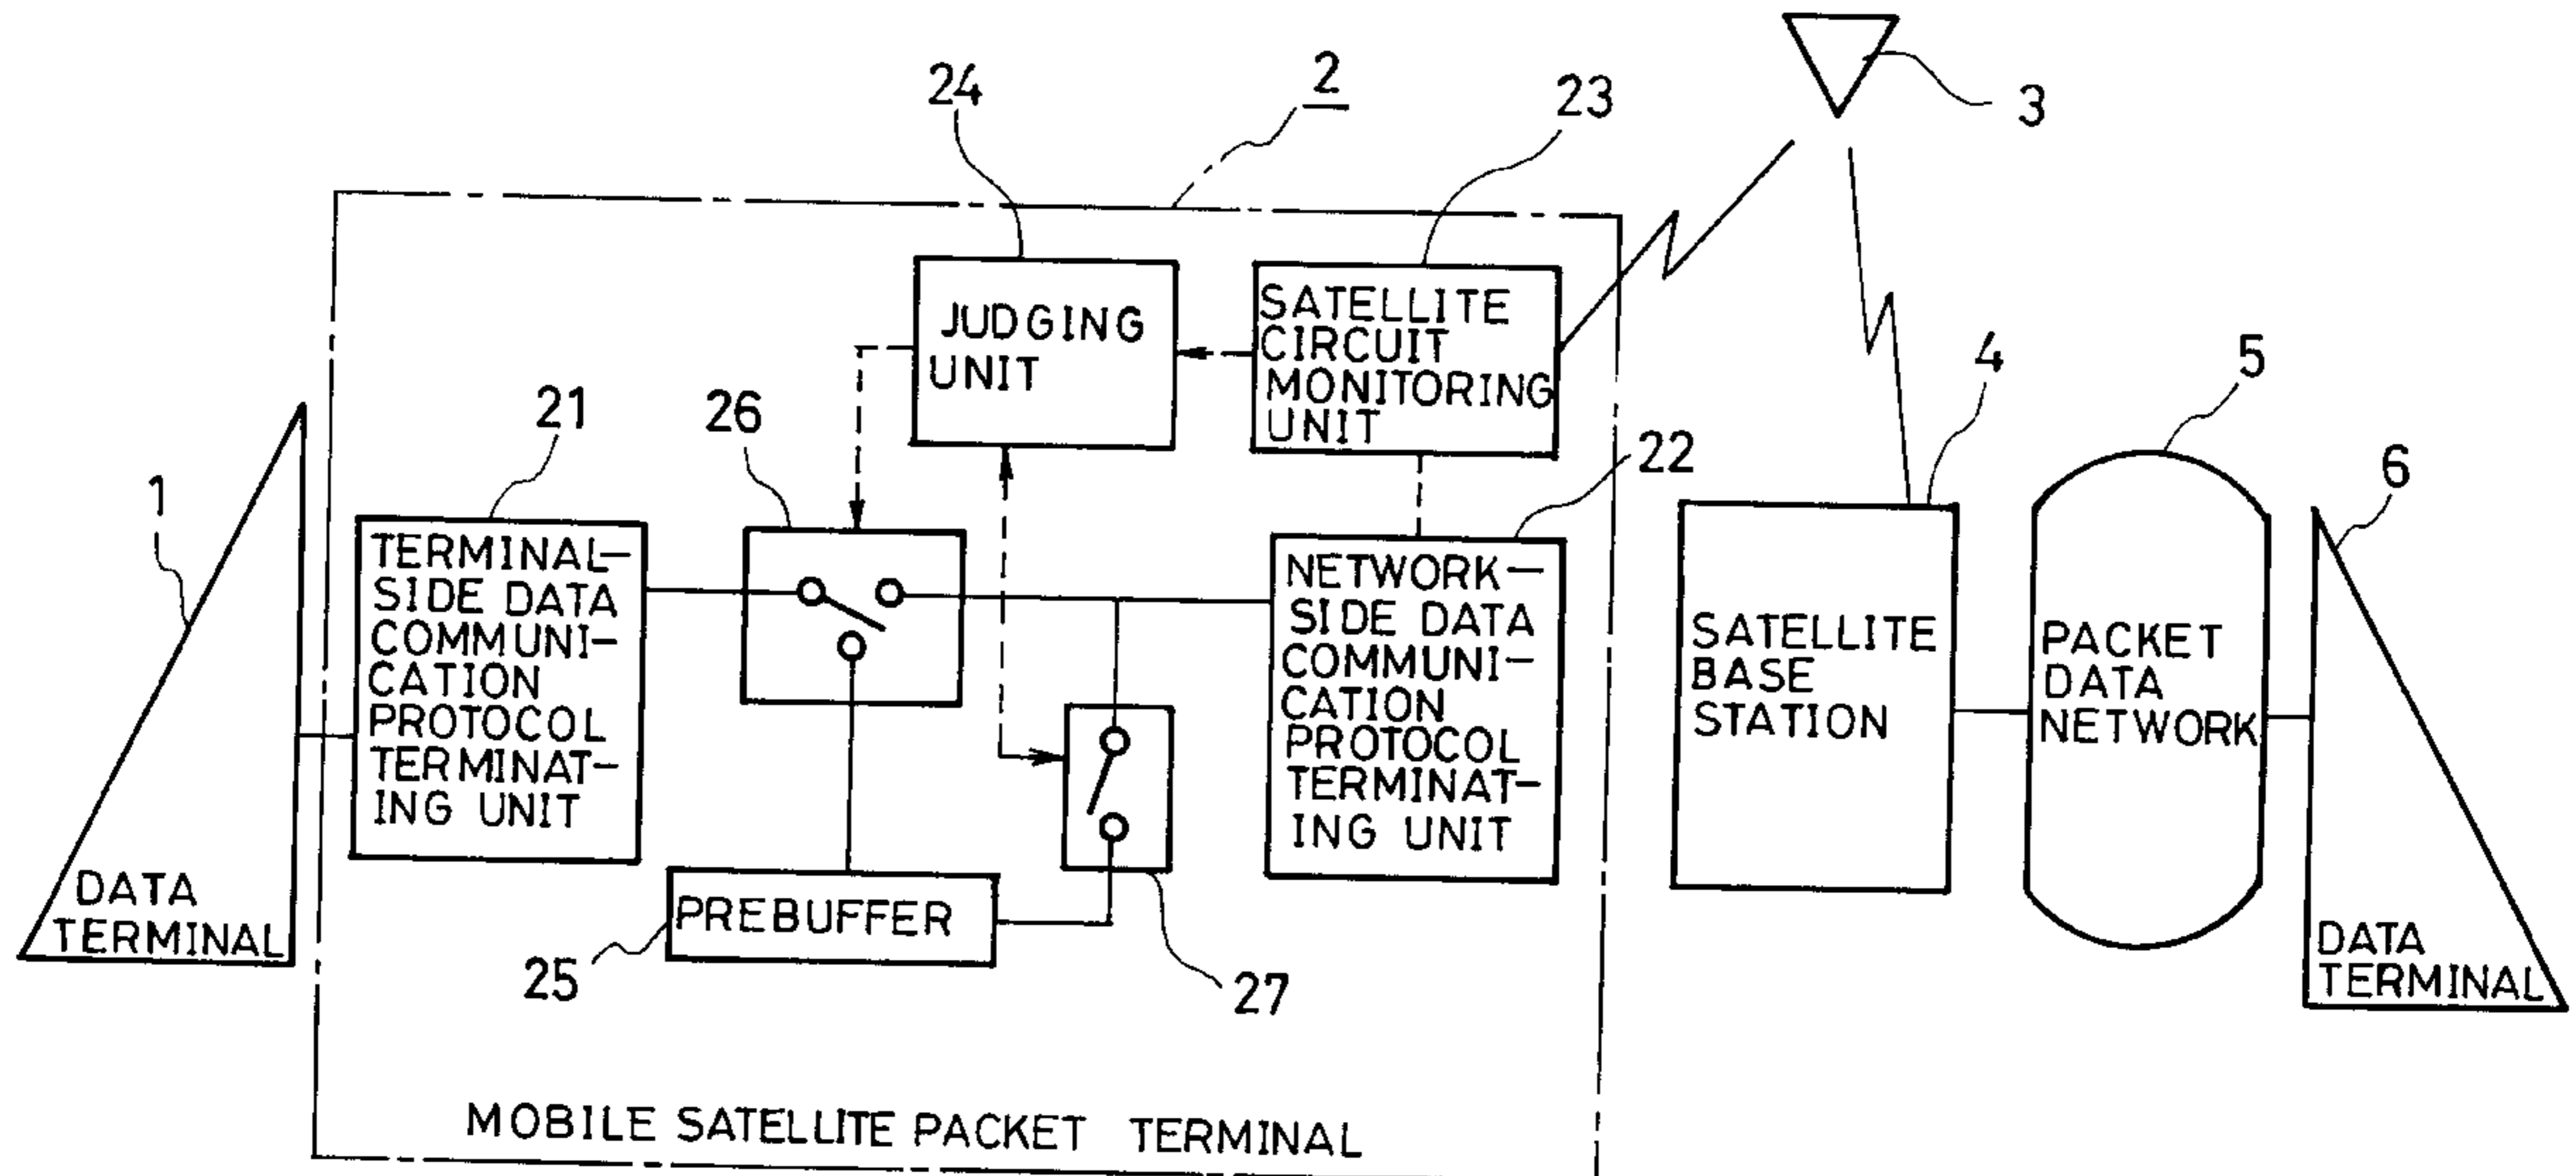 3
24
2
23
JUDGING
UNIT
SATELLITE
CIRCUIT
MONITORING
UNIT
4
5
6
1
21
26
22
TERMINAL—
SIDE DATA
COMMUNI—
CATION
PROTOCOL
TERMINAT—
ING UNIT
NETWORK—
SIDE DATA
COMMUNI—
CATION
PROTOCOL
TERMINAT—
ING UNIT
SATELLITE
BASE
STATION
PACKET
DATA
NETWORK
DATA
TERMINAL
PREBUFFER
25
27
DATA
TERMINAL
MOBILE SATELLITE PACKET TERMINAL